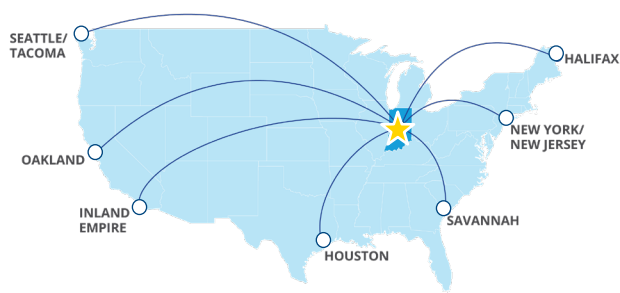 SEATTLE/
TACOMA
HALIFAX
NEW YORK/
NEW JERSEY
OAKLAND
INLAND
EMPIRE
SAVANNAH
HOUSTON